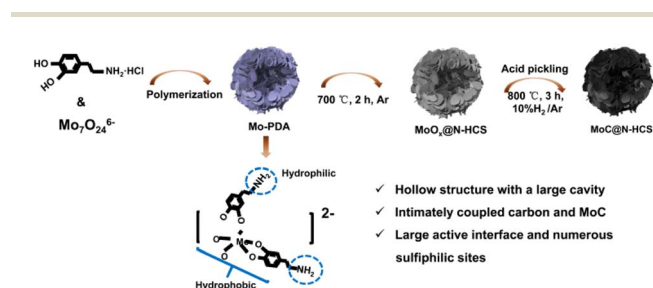 HO
HO
NH₂·HCl
&
Mo₇O₂₄⁶⁻
Polymerization
Mo-PDA
700 ℃, 2 h, Ar
MoOₓ@N-HCS
Acid pickling
800 ℃, 3 h,
10%H₂/Ar
MoC@N-HCS
NH₂
Hydrophilic
O
O
2-
O
M
O
O
O
O
NH₂
Hydrophobic
✓ Hollow structure with a large cavity
✓ Intimately coupled carbon and MoC
✓ Large active interface and numerous
sulfiphilic sites